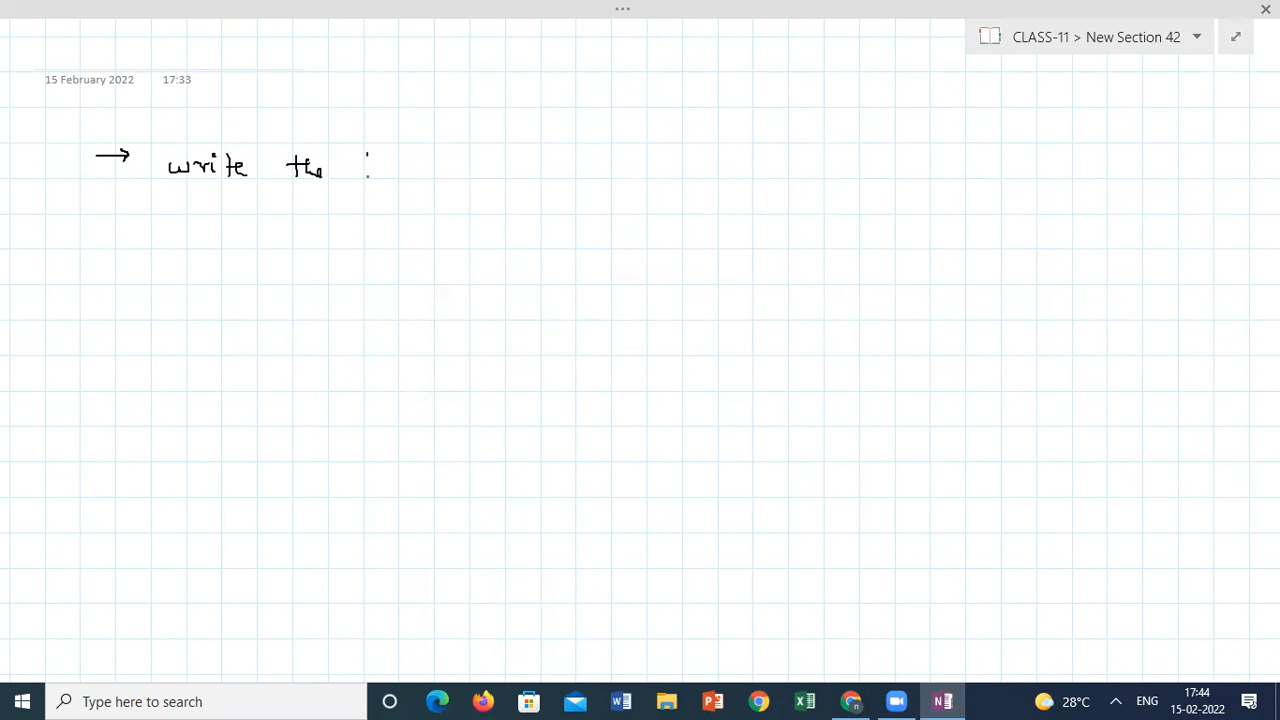 CLASS-11 > New Section 42
15 February 2022 17:33
→ write the
Type here to search
28°C ENG 17:44
15-02-2022